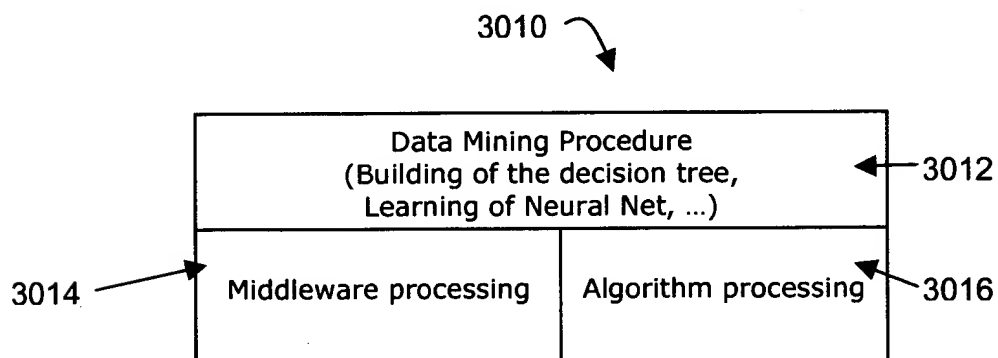 3010
Data Mining Procedure
(Building of the decision tree,
Learning of Neural Net, ...)
3012
3014
Middleware processing
Algorithm processing
3016